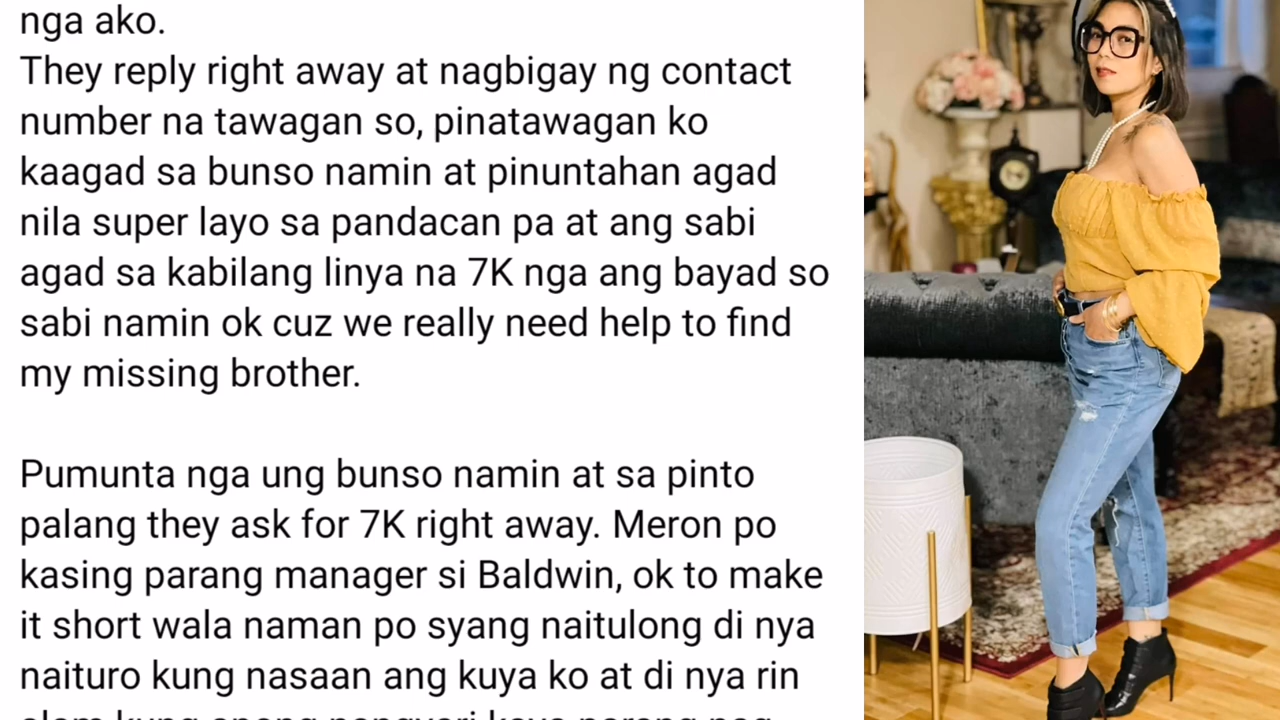 nga ako.
They reply right away at nagbigay ng contact
number na tawagan so, pinatawagan ko
kaagad sa bunso namin at pinuntahan agad
nila super layo sa pandacan pa at ang sabi
agad sa kabilang linya na 7K nga ang bayad so
sabi namin ok cuz we really need help to find
my missing brother.
Pumunta nga ung bunso namin at sa pinto
palang they ask for 7K right away. Meron po
kasing parang manager si Baldwin, ok to make
it short wala naman po syang naitulong di nya
naituro kung nasaan ang kuya ko at di nya rin